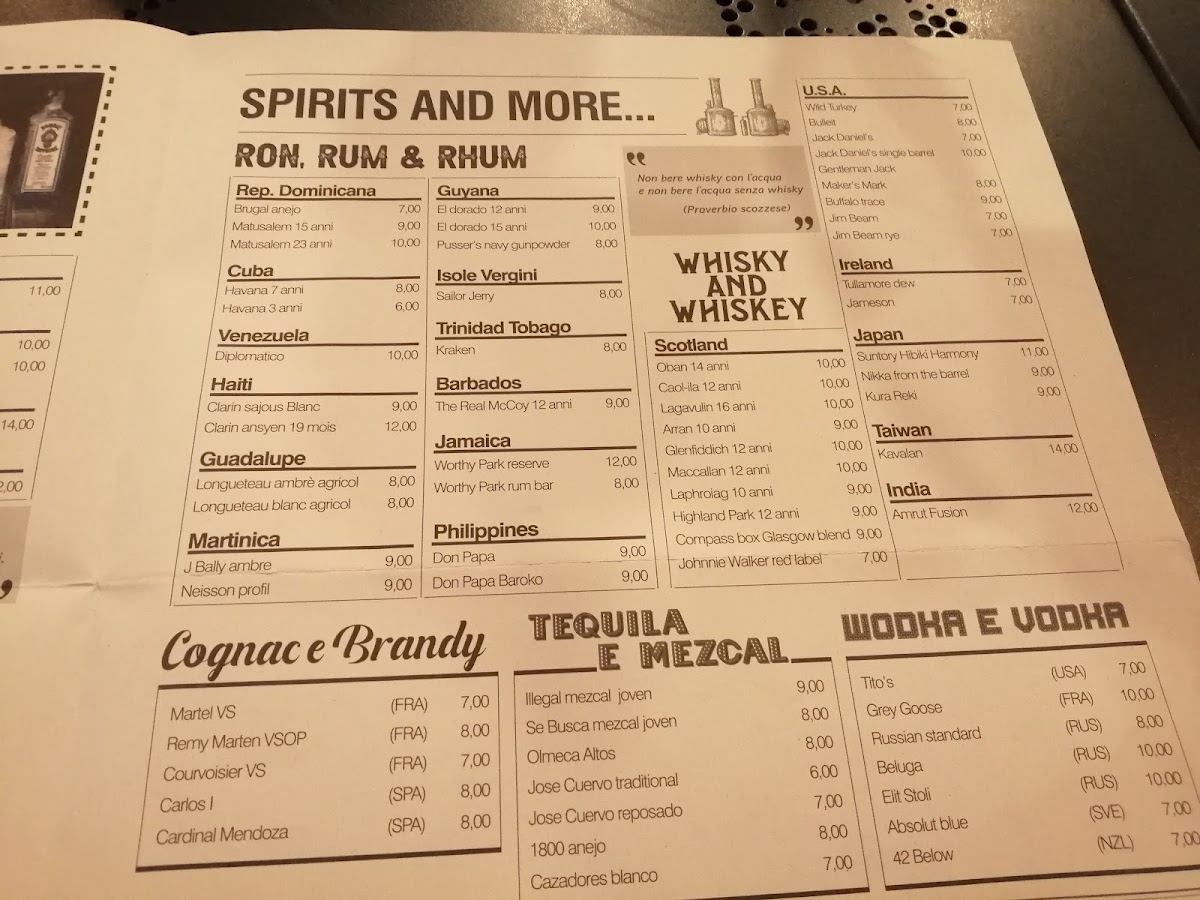 11,00
10,00
10,00
14,00
2,00
SPIRITS AND MORE...
RON, RUM & RHUM
Rep. Dominicana
Brugal anejo 7,00
Matusalem 15 anni 9,00
Matusalem 23 anni 10,00
Cuba
Havana 7 anni 8,00
Havana 3 anni 6,00
Venezuela
Diplomatico 10,00
Haiti
Clarin sajous Blanc 9,00
Clarin ansyen 19 mois 12,00
Guadalupe
Longueteau ambrè agricol 8,00
Longueteau blanc agricol 8,00
Martinica
J Bally ambre 9,00
Neisson profil 9,00
Guyana
El dorado 12 anni 9,00
El dorado 15 anni 10,00
Pusser's navy gunpowder 8,00
Isole Vergini
Sailor Jerry 8,00
Trinidad Tobago
Kraken 8,00
Barbados
The Real McCoy 12 anni 9,00
Jamaica
Worthy Park reserve 12,00
Worthy Park rum bar 8,00
Philippines
Don Papa 9,00
Don Papa Baroko 9,00
“
Non bere whisky con l'acqua
e non bere l'acqua senza whisky
(Proverbio scozzese)
”
WHISKY
AND
WHISKEY
Scotland
Oban 14 anni 10,00
Caol-ila 12 anni 10,00
Lagavulin 16 anni 10,00
Arran 10 anni 9,00
Glenfiddich 12 anni 10,00
Maccallan 12 anni 10,00
Laphroiag 10 anni 9,00
Highland Park 12 anni 9,00
Compass box Glasgow blend 9,00
Johnnie Walker red label 7,00
U.S.A.
Wild Turkey 7,00
Bulleit 8,00
Jack Daniel's 7,00
Jack Daniel's single barrel 10,00
Gentleman Jack
Maker's Mark 8,00
Buffalo trace 9,00
Jim Beam 7,00
Jim Beam rye 7,00
Ireland
Tullamore dew 7,00
Jameson 7,00
Japan
Suntory Hibiki Harmony 11,00
Nikka from the barrel 9,00
Kura Reki 9,00
Taiwan
Kavalan 14,00
India
Amrut Fusion 12,00
Cognac e Brandy
Martel VS (FRA) 7,00
Remy Marten VSOP (FRA) 8,00
Courvoisier VS (FRA) 7,00
Carlos I (SPA) 8,00
Cardinal Mendoza (SPA) 8,00
TEQUILA
E MEZCAL
Illegal mezcal joven 9,00
Se Busca mezcal joven 8,00
Olmeca Altos 8,00
Jose Cuervo traditional 6,00
Jose Cuervo reposado 7,00
1800 anejo 8,00
Cazadores blanco 7,00
WODKA E VODKA
Tito's (USA) 7,00
Grey Goose (FRA) 10,00
Russian standard (RUS) 8,00
Beluga (RUS) 10,00
Elit Stoli (RUS) 10,00
Absolut blue (SVE) 7,00
42 Below (NZL) 7,00